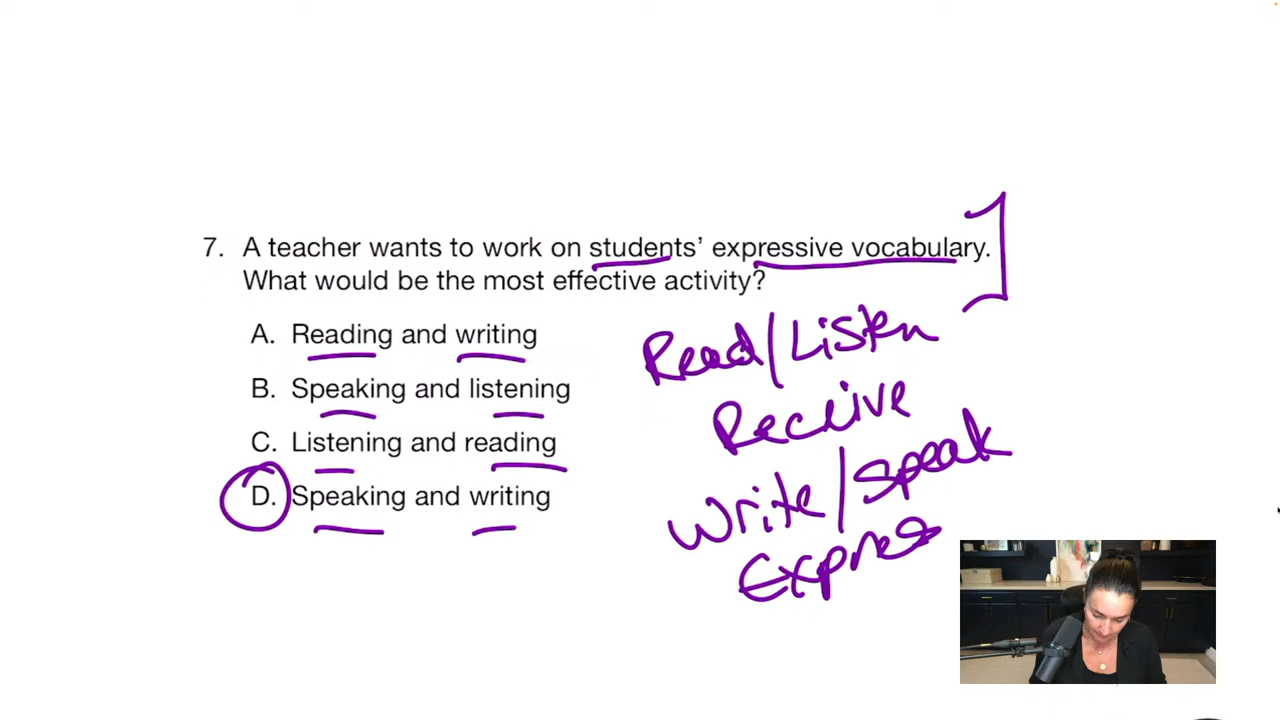 7. A teacher wants to work on students' expressive vocabulary.
What would be the most effective activity?
A. Reading and writing
B. Speaking and listening
C. Listening and reading
D. Speaking and writing
Read/Listen
Receive
Write/Speak
Express